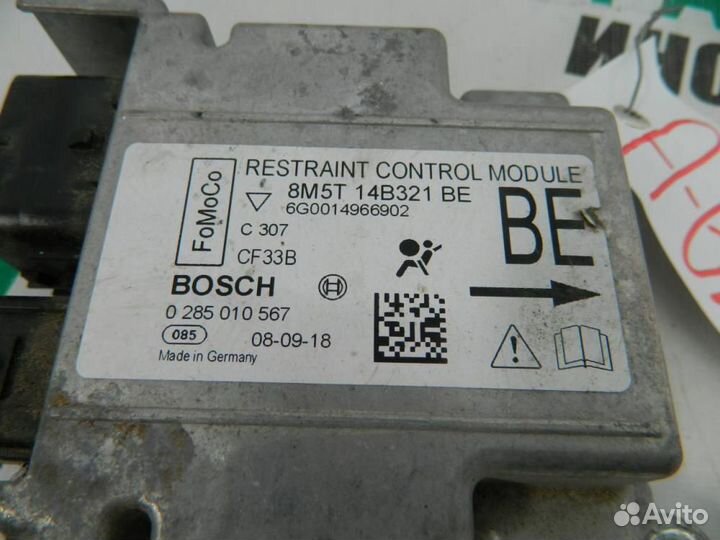 ИНО
RESTRAINT CONTROL MODULE
8M5T 14B321 BE
6G0014966902
FoMoCo
C 307
CF33B
BE
BOSCH
0 285 010 567
085
08-09-18
Made in Germany
Avito